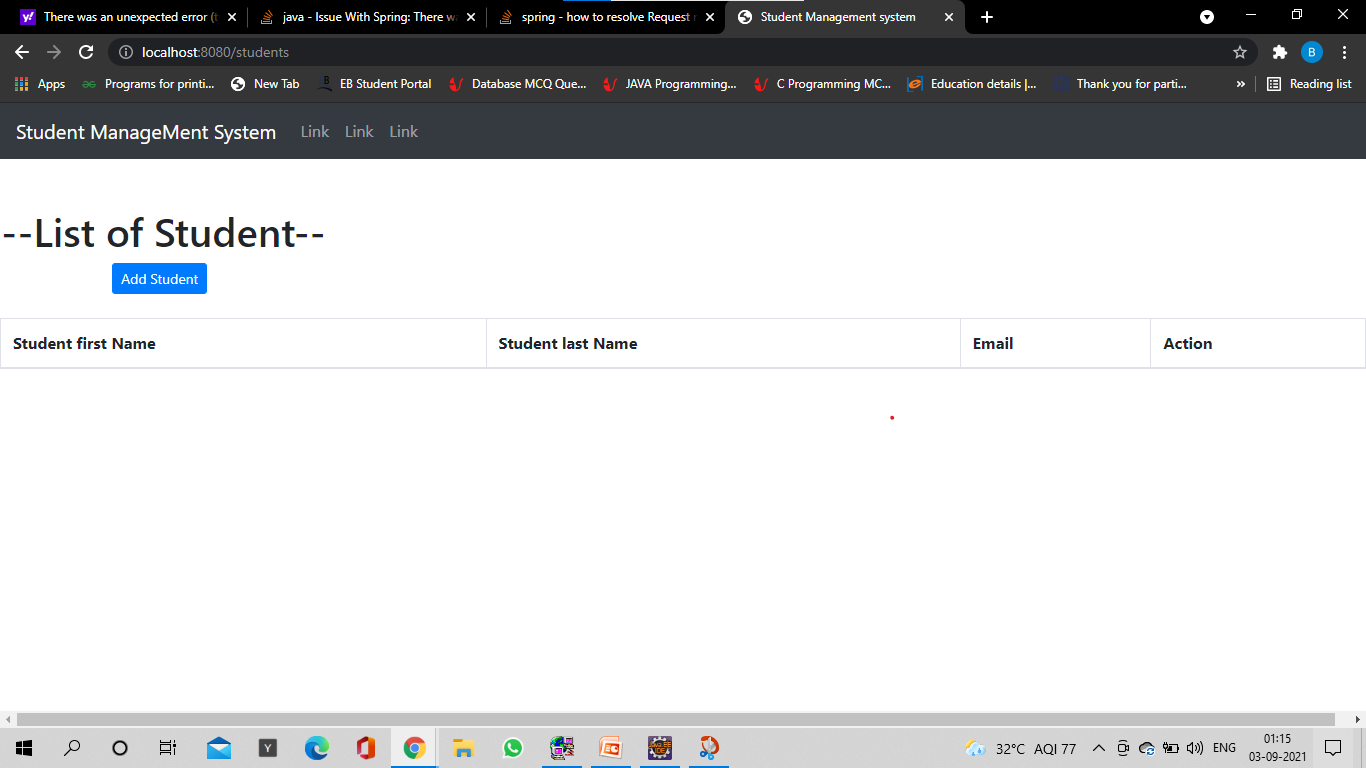 There was an unexpected error (t
java - Issue With Spring: There w
spring - how to resolve Request
Student Management system
localhost:8080/students
B
Apps
Programs for printi...
New Tab
EB Student Portal
Database MCQ Que...
JAVA Programming...
C Programming MC...
Education details |...
Thank you for parti...
»
Reading list
Student ManageMent System
Link
Link
Link
--List of Student--
Add Student
Student first Name
Student last Name
Email
Action
Y
32°C AQI 77
ENG
01:15
03-09-2021